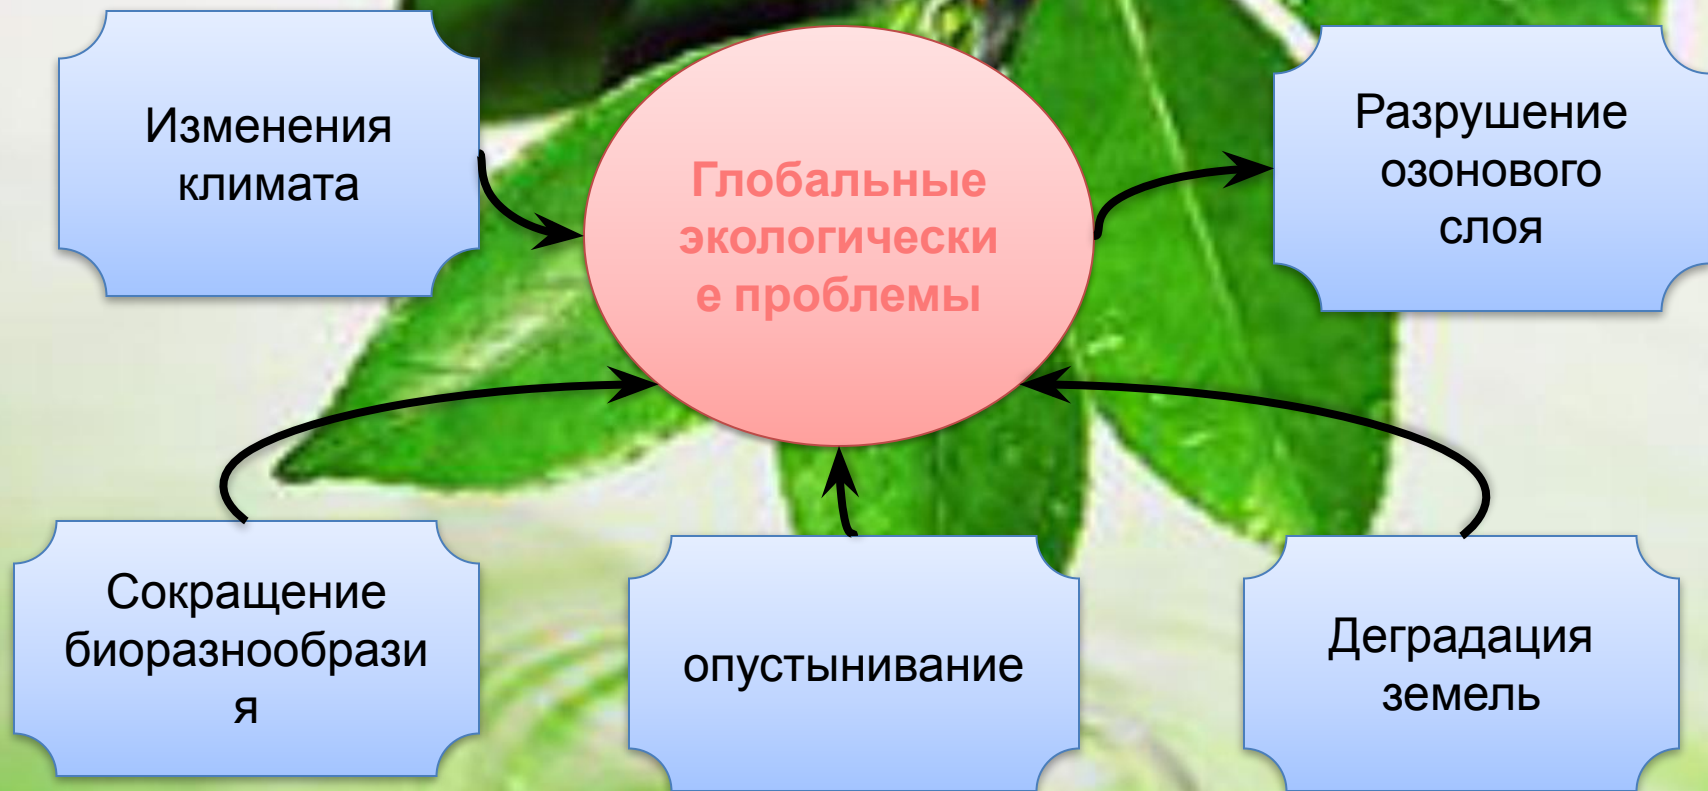 Изменения
климата
Глобальные
экологически
е проблемы
Разрушение
озонового
слоя
Сокращение
биоразнообрази
я
опустынивание
Деградация
земель